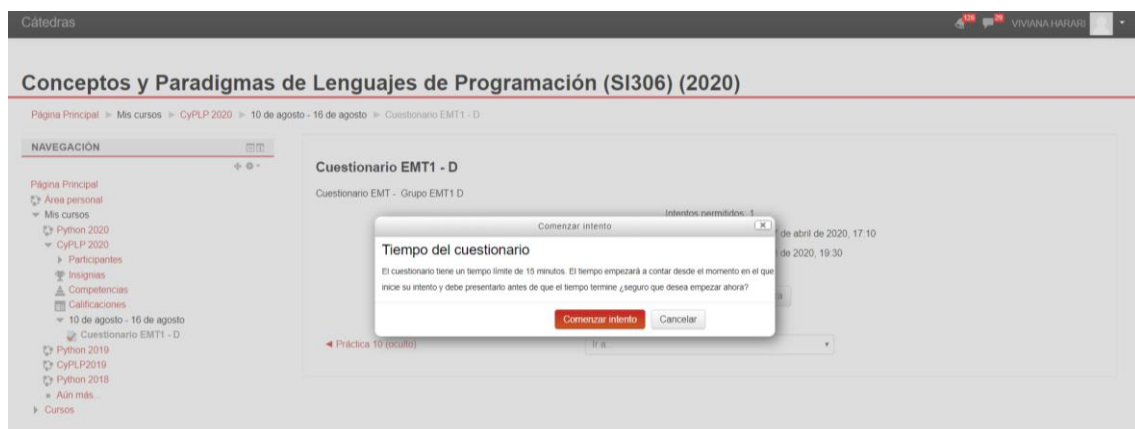 Cátedras
VIVIANA HARARI
Conceptos y Paradigmas de Lenguajes de Programación (SI306) (2020)
Página Principal ► Mis cursos ► CyPLP 2020 ► 10 de agosto - 16 de agosto ► Cuestionario EMT1 - D
NAVEGACIÓN
Página Principal
Área personal
Mis cursos
Python 2020
CyPLP 2020
Participantes
Insignias
Competencias
Calificaciones
10 de agosto - 16 de agosto
Cuestionario EMT1 - D
Python 2019
CyPLP2019
Python 2018
Aún más...
Cursos
Cuestionario EMT1 - D
Cuestionario EMT - Grupo EMT1 D
Intentos permitidos: 1
de abril de 2020, 17:10
de 2020, 19:30
Comenzar intento
Tiempo del cuestionario
El cuestionario tiene un tiempo límite de 15 minutos. El tiempo empezará a contar desde el momento en el que
inicie su intento y debe presentarlo antes de que el tiempo termine ¿seguro que desea empezar ahora?
Comenzar intento
Cancelar
◄ Práctica 10 (oculto)
Ir a...